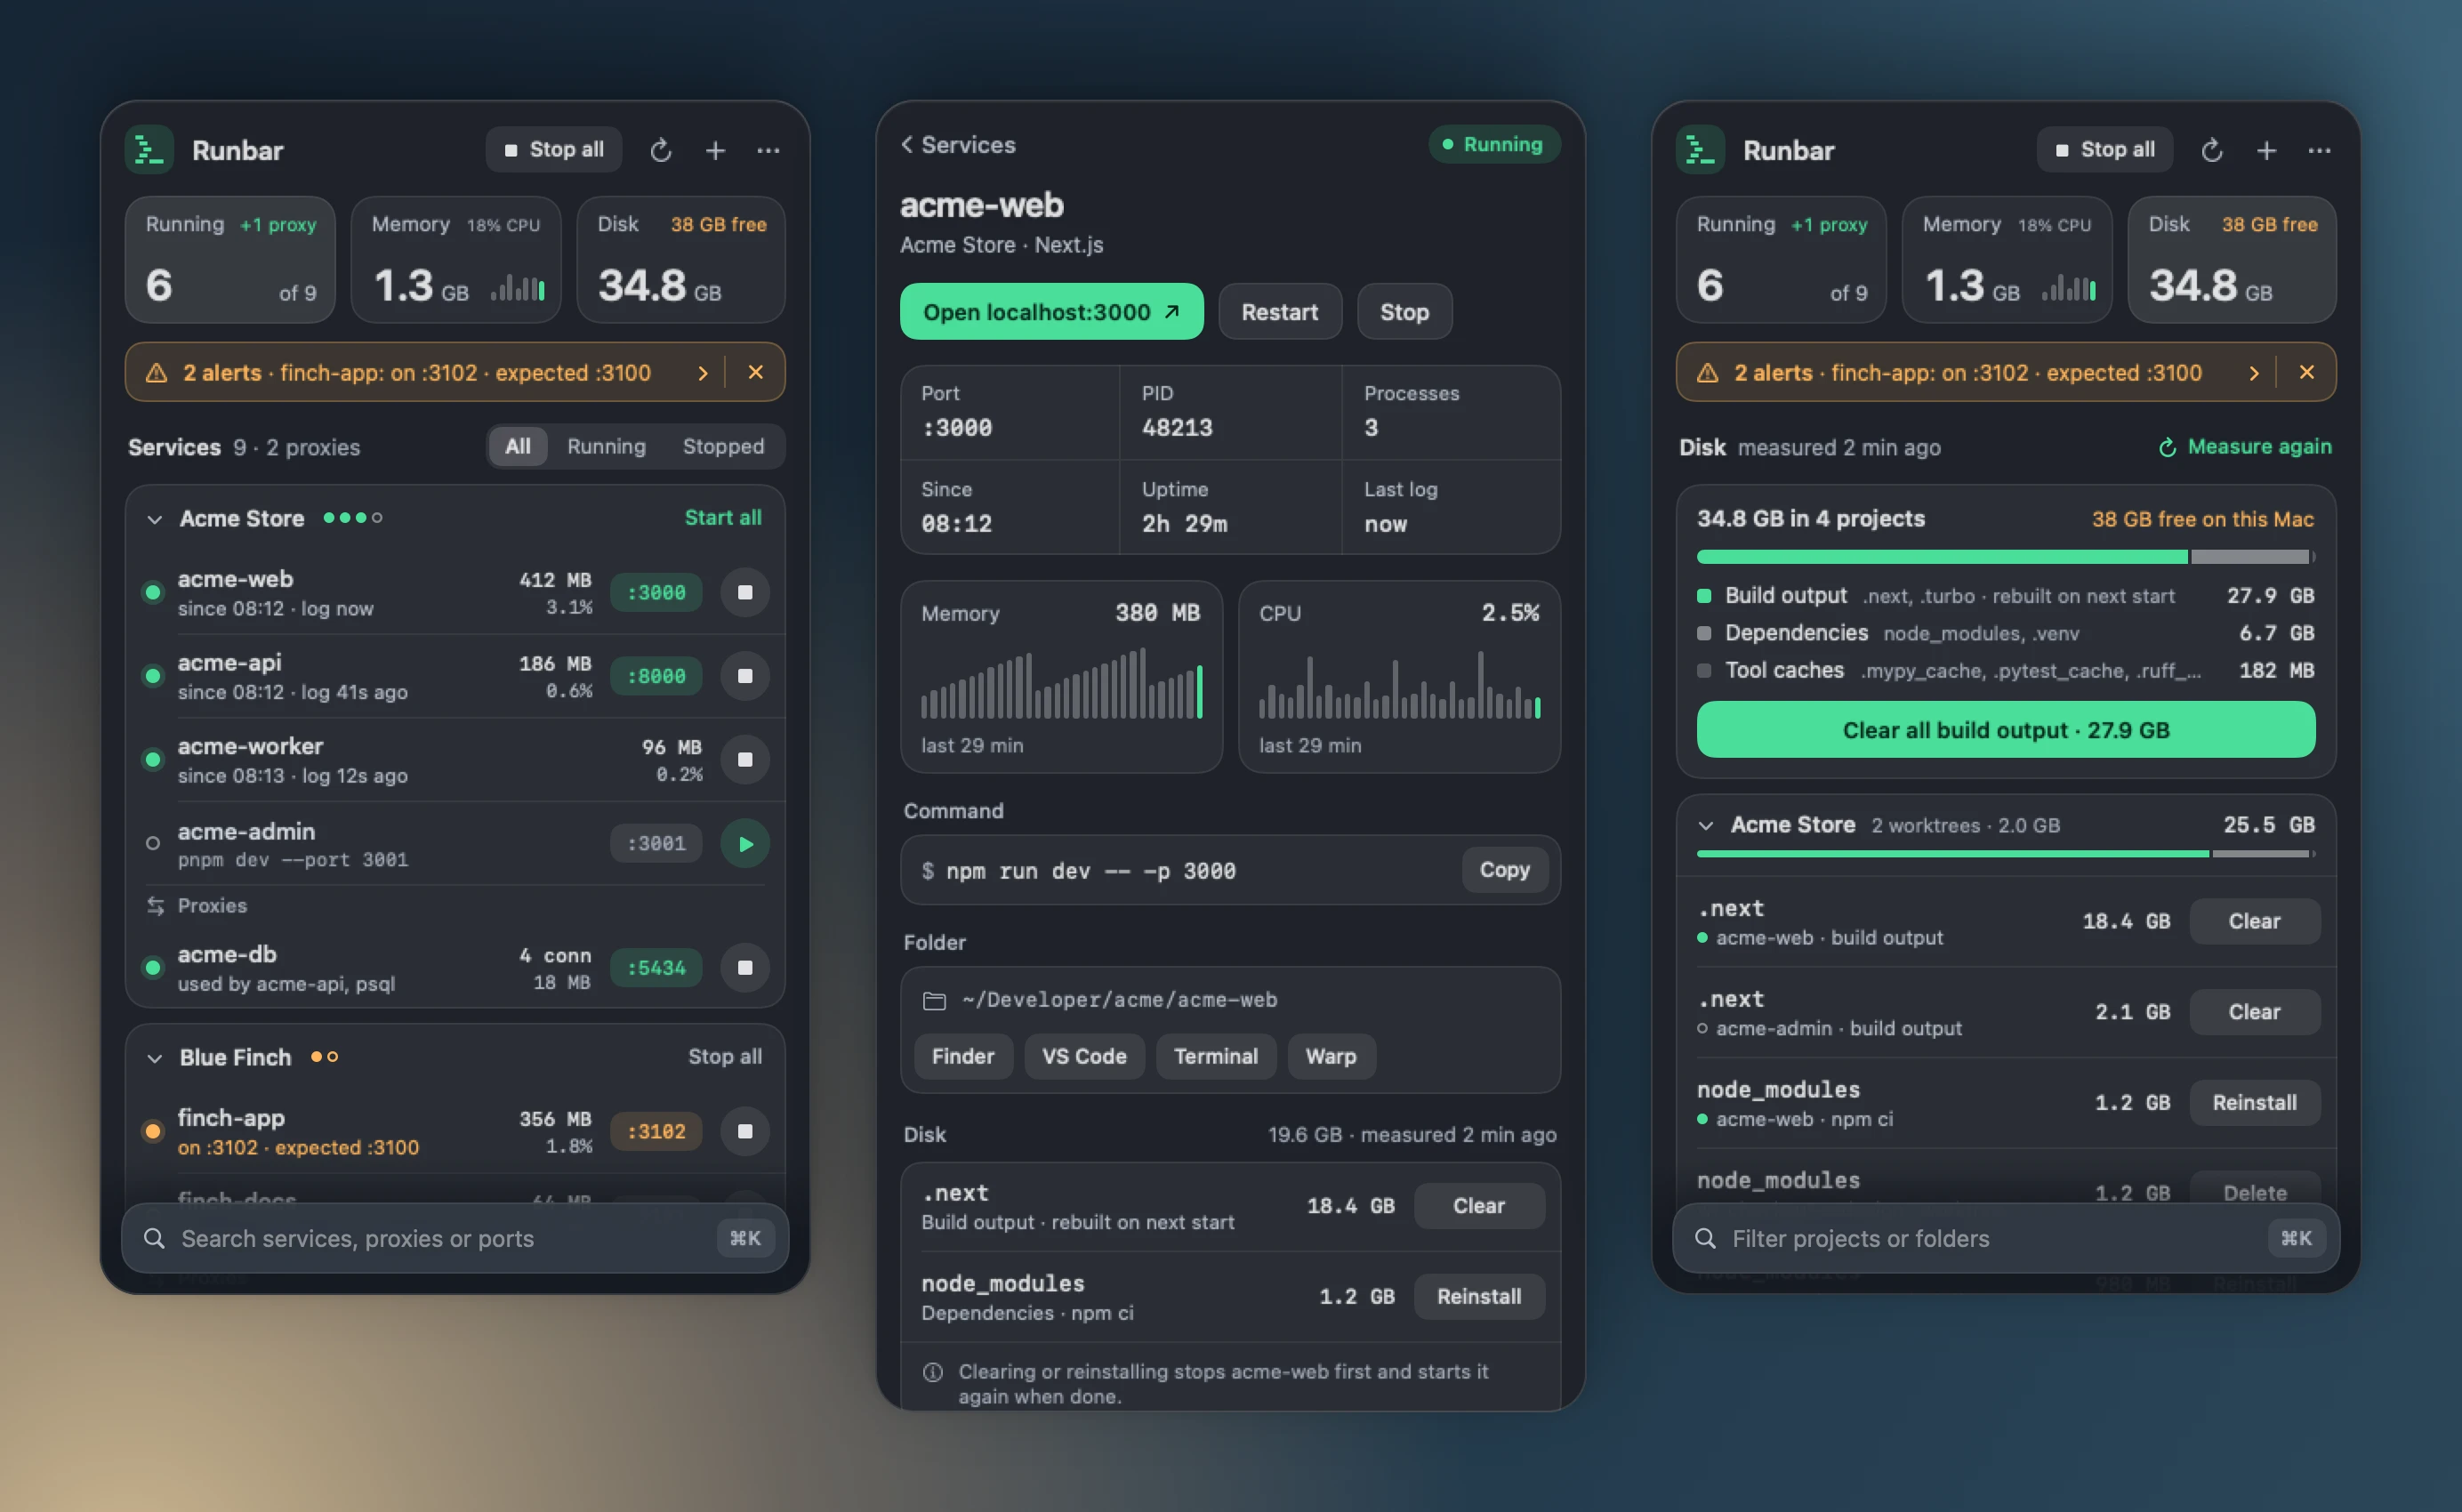 Runbar
Stop all
Running +1 proxy
6 of 9
Memory 18% CPU
1.3 GB
Disk 38 GB free
34.8 GB
2 alerts · finch-app: on :3102 · expected :3100
Services 9 · 2 proxies
All Running Stopped
Acme Store
Start all
acme-web
since 08:12 · log now
412 MB
3.1%
:3000
acme-api
since 08:12 · log 41s ago
186 MB
0.6%
:8000
acme-worker
since 08:13 · log 12s ago
96 MB
0.2%
acme-admin
pnpm dev --port 3001
:3001
Proxies
acme-db
used by acme-api, psql
4 conn
18 MB
:5434
Blue Finch
Stop all
finch-app
on :3102 · expected :3100
356 MB
1.8%
:3102
finch-docs
64 MB
Search services, proxies or ports
⌘K
Services
Running
acme-web
Acme Store · Next.js
Open localhost:3000
Restart
Stop
Port
:3000
PID
48213
Processes
3
Since
08:12
Uptime
2h 29m
Last log
now
Memory 380 MB
last 29 min
CPU 2.5%
last 29 min
Command
$ npm run dev -- -p 3000
Copy
Folder
~/Developer/acme/acme-web
Finder
VS Code
Terminal
Warp
Disk
19.6 GB · measured 2 min ago
.next
Build output · rebuilt on next start
18.4 GB
Clear
node_modules
Dependencies · npm ci
1.2 GB
Reinstall
Clearing or reinstalling stops acme-web first and starts it
again when done.
Runbar
Stop all
Running +1 proxy
6 of 9
Memory 18% CPU
1.3 GB
Disk 38 GB free
34.8 GB
2 alerts · finch-app: on :3102 · expected :3100
Disk measured 2 min ago
Measure again
34.8 GB in 4 projects
38 GB free on this Mac
Build output .next, .turbo · rebuilt on next start 27.9 GB
Dependencies node_modules, .venv 6.7 GB
Tool caches .mypy_cache, .pytest_cache, .ruff_... 182 MB
Clear all build output · 27.9 GB
Acme Store 2 worktrees · 2.0 GB 25.5 GB
.next
acme-web · build output
18.4 GB
Clear
.next
acme-admin · build output
2.1 GB
Clear
node_modules
acme-web · npm ci
1.2 GB
Reinstall
node_modules
1.2 GB
Delete
Filter projects or folders
⌘K
node_modules
980 MB
Reinstall